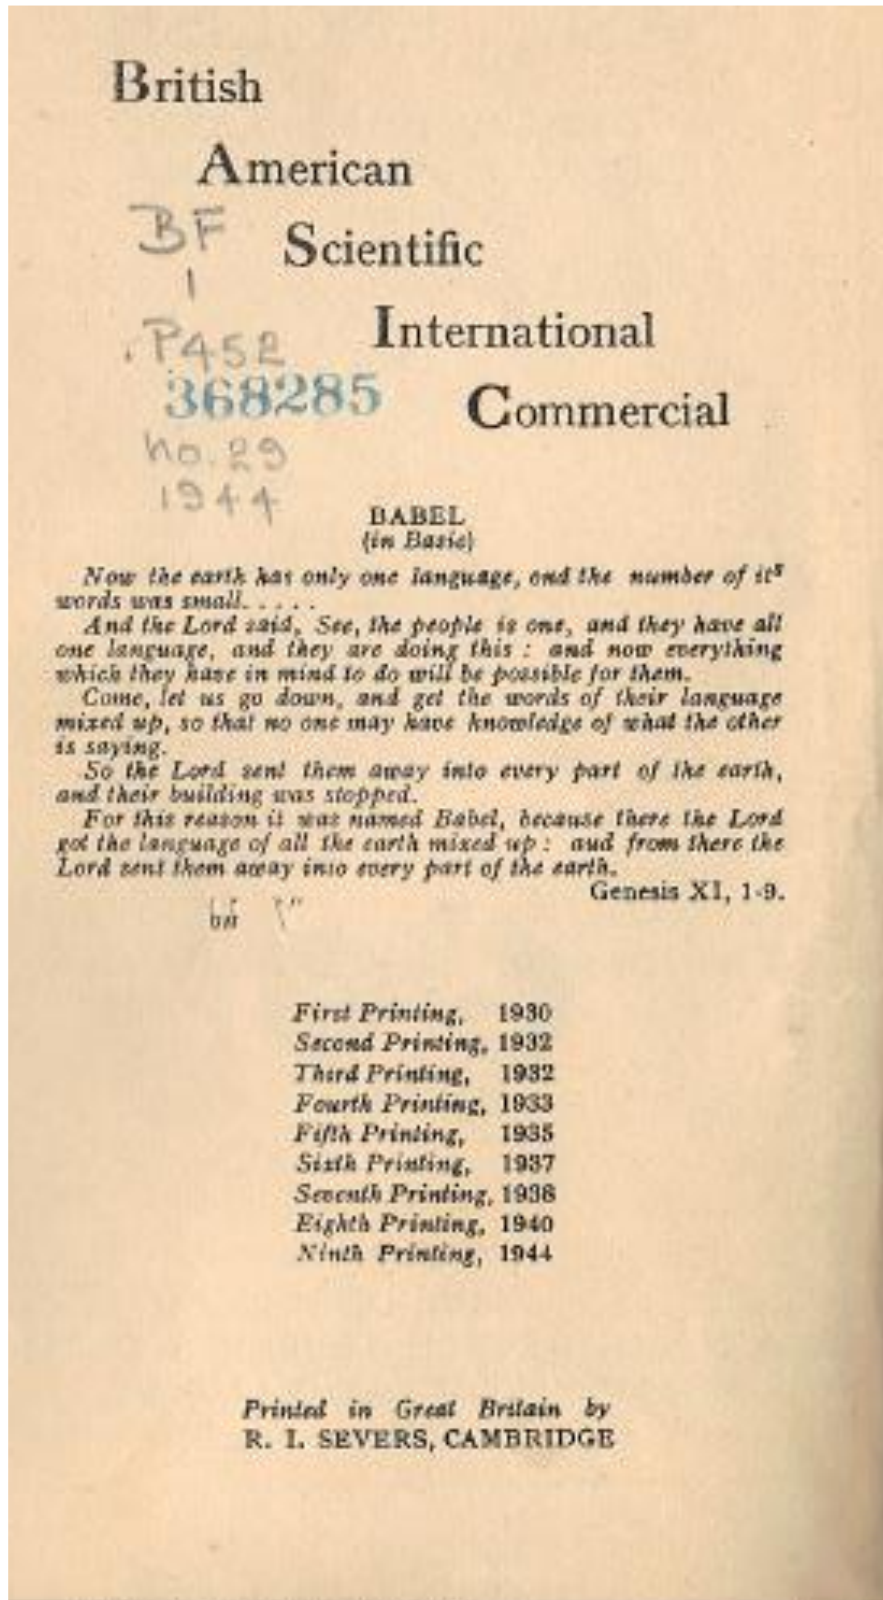 British
American
BF
Scientific
1
International
P452
368285
Commercial
no. 29
1944
BABEL
(in Basic)
Now the earth has only one language, and the number of its
words was small.....
And the Lord said, See, the people is one, and they have all
one language, and they are doing this : and now everything
which they have in mind to do will be possible for them.
Come, let us go down, and get the words of their language
mixed up, so that no one may have knowledge of what the other
is saying.
So the Lord sent them away into every part of the earth,
and their building was stopped.
For this reason it was named Babel, because there the Lord
got the language of all the earth mixed up : aud from there the
Lord sent them away into every part of the earth.
Genesis XI, 1-9.
First Printing, 1930
Second Printing, 1932
Third Printing, 1932
Fourth Printing, 1933
Fifth Printing, 1935
Sixth Printing, 1937
Seventh Printing, 1938
Eighth Printing, 1940
Ninth Printing, 1944
Printed in Great Britain by
R. I. SEVERS, CAMBRIDGE